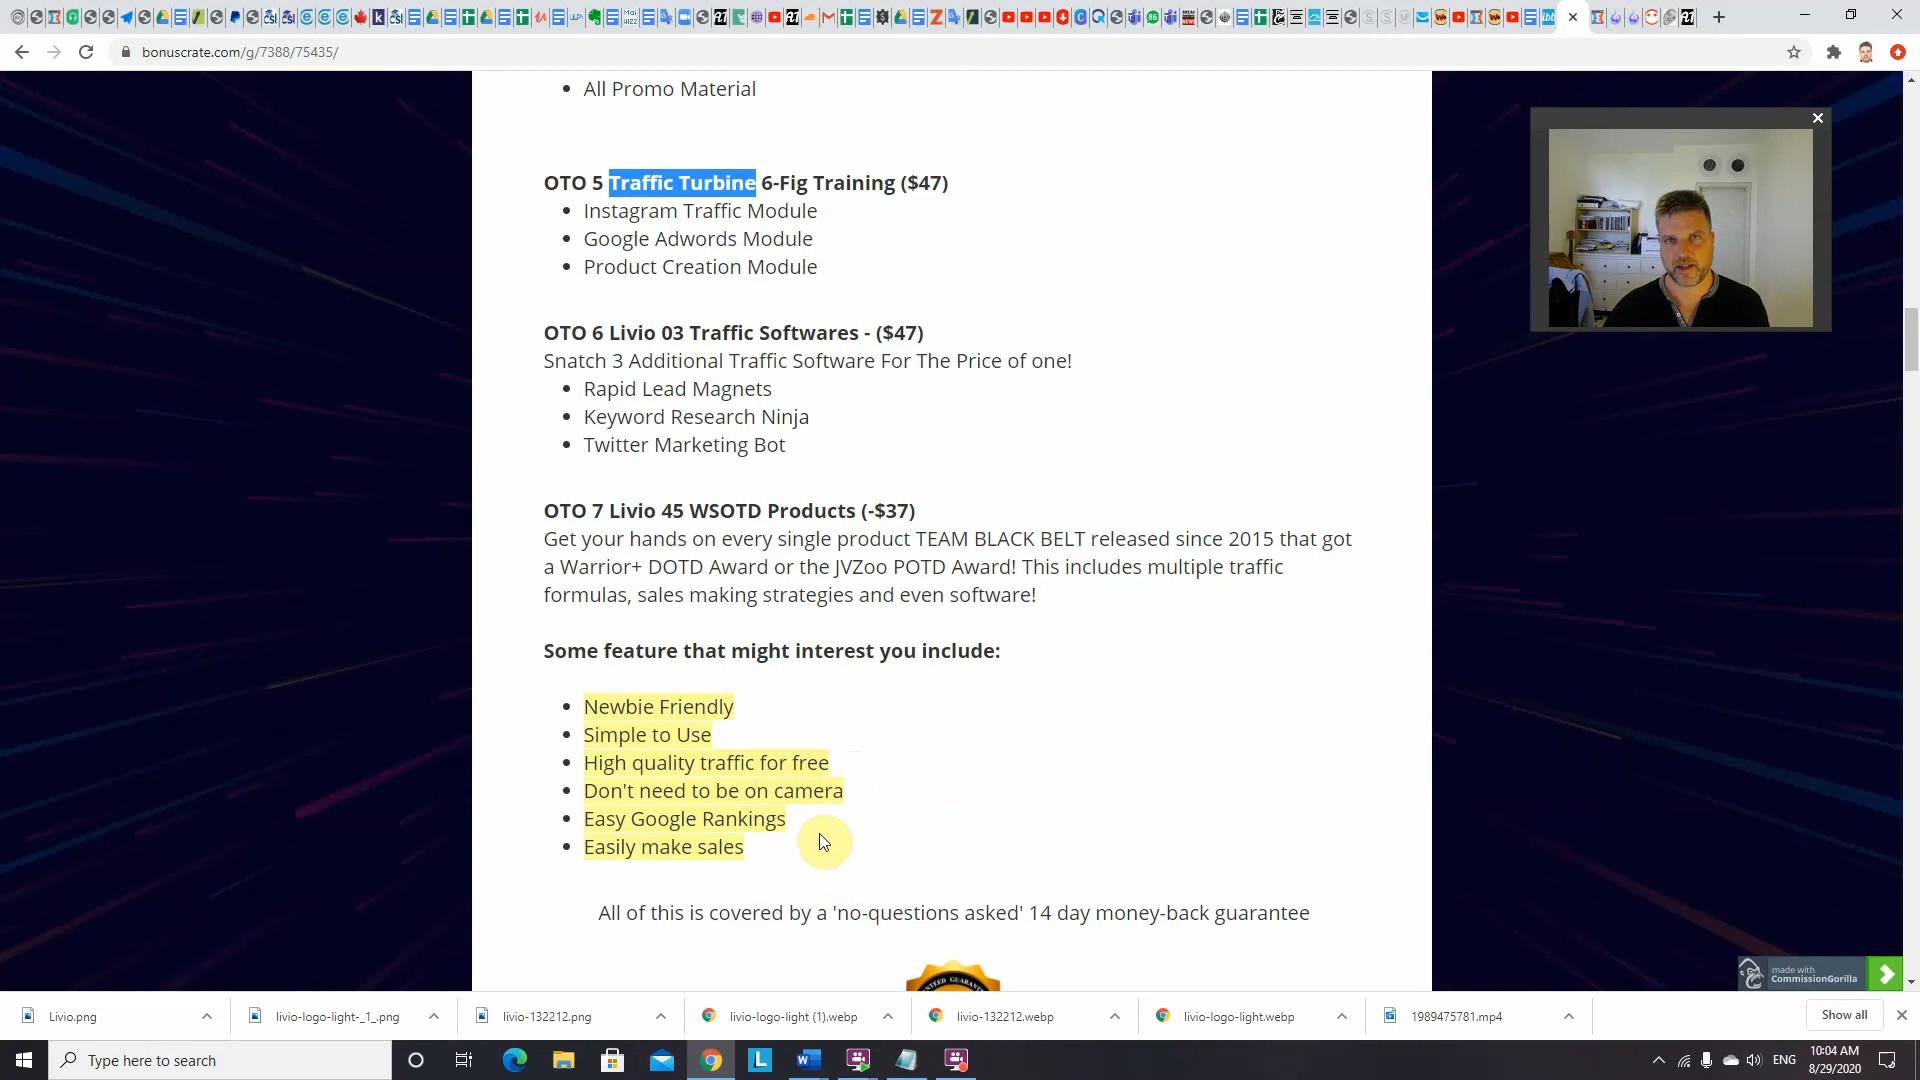 bonuscrate.com/g/7388/75435/
All Promo Material
OTO 5 Traffic Turbine 6-Fig Training ($47)
Instagram Traffic Module
Google Adwords Module
Product Creation Module
OTO 6 Livio 03 Traffic Softwares - ($47)
Snatch 3 Additional Traffic Software For The Price of one!
Rapid Lead Magnets
Keyword Research Ninja
Twitter Marketing Bot
OTO 7 Livio 45 WSOTD Products (-$37)
Get your hands on every single product TEAM BLACK BELT released since 2015 that got
a Warrior+ DOTD Award or the JVZoo POTD Award! This includes multiple traffic
formulas, sales making strategies and even software!
Some feature that might interest you include:
Newbie Friendly
Simple to Use
High quality traffic for free
Don't need to be on camera
Easy Google Rankings
Easily make sales
All of this is covered by a 'no-questions asked' 14 day money-back guarantee
made with
CommissionGorilla
Livio.png
livio-logo-light-_1_.png
livio-132212.png
livio-logo-light (1).webp
livio-132212.webp
livio-logo-light.webp
1989475781.mp4
Show all
Type here to search
ENG
10:04 AM
8/29/2020